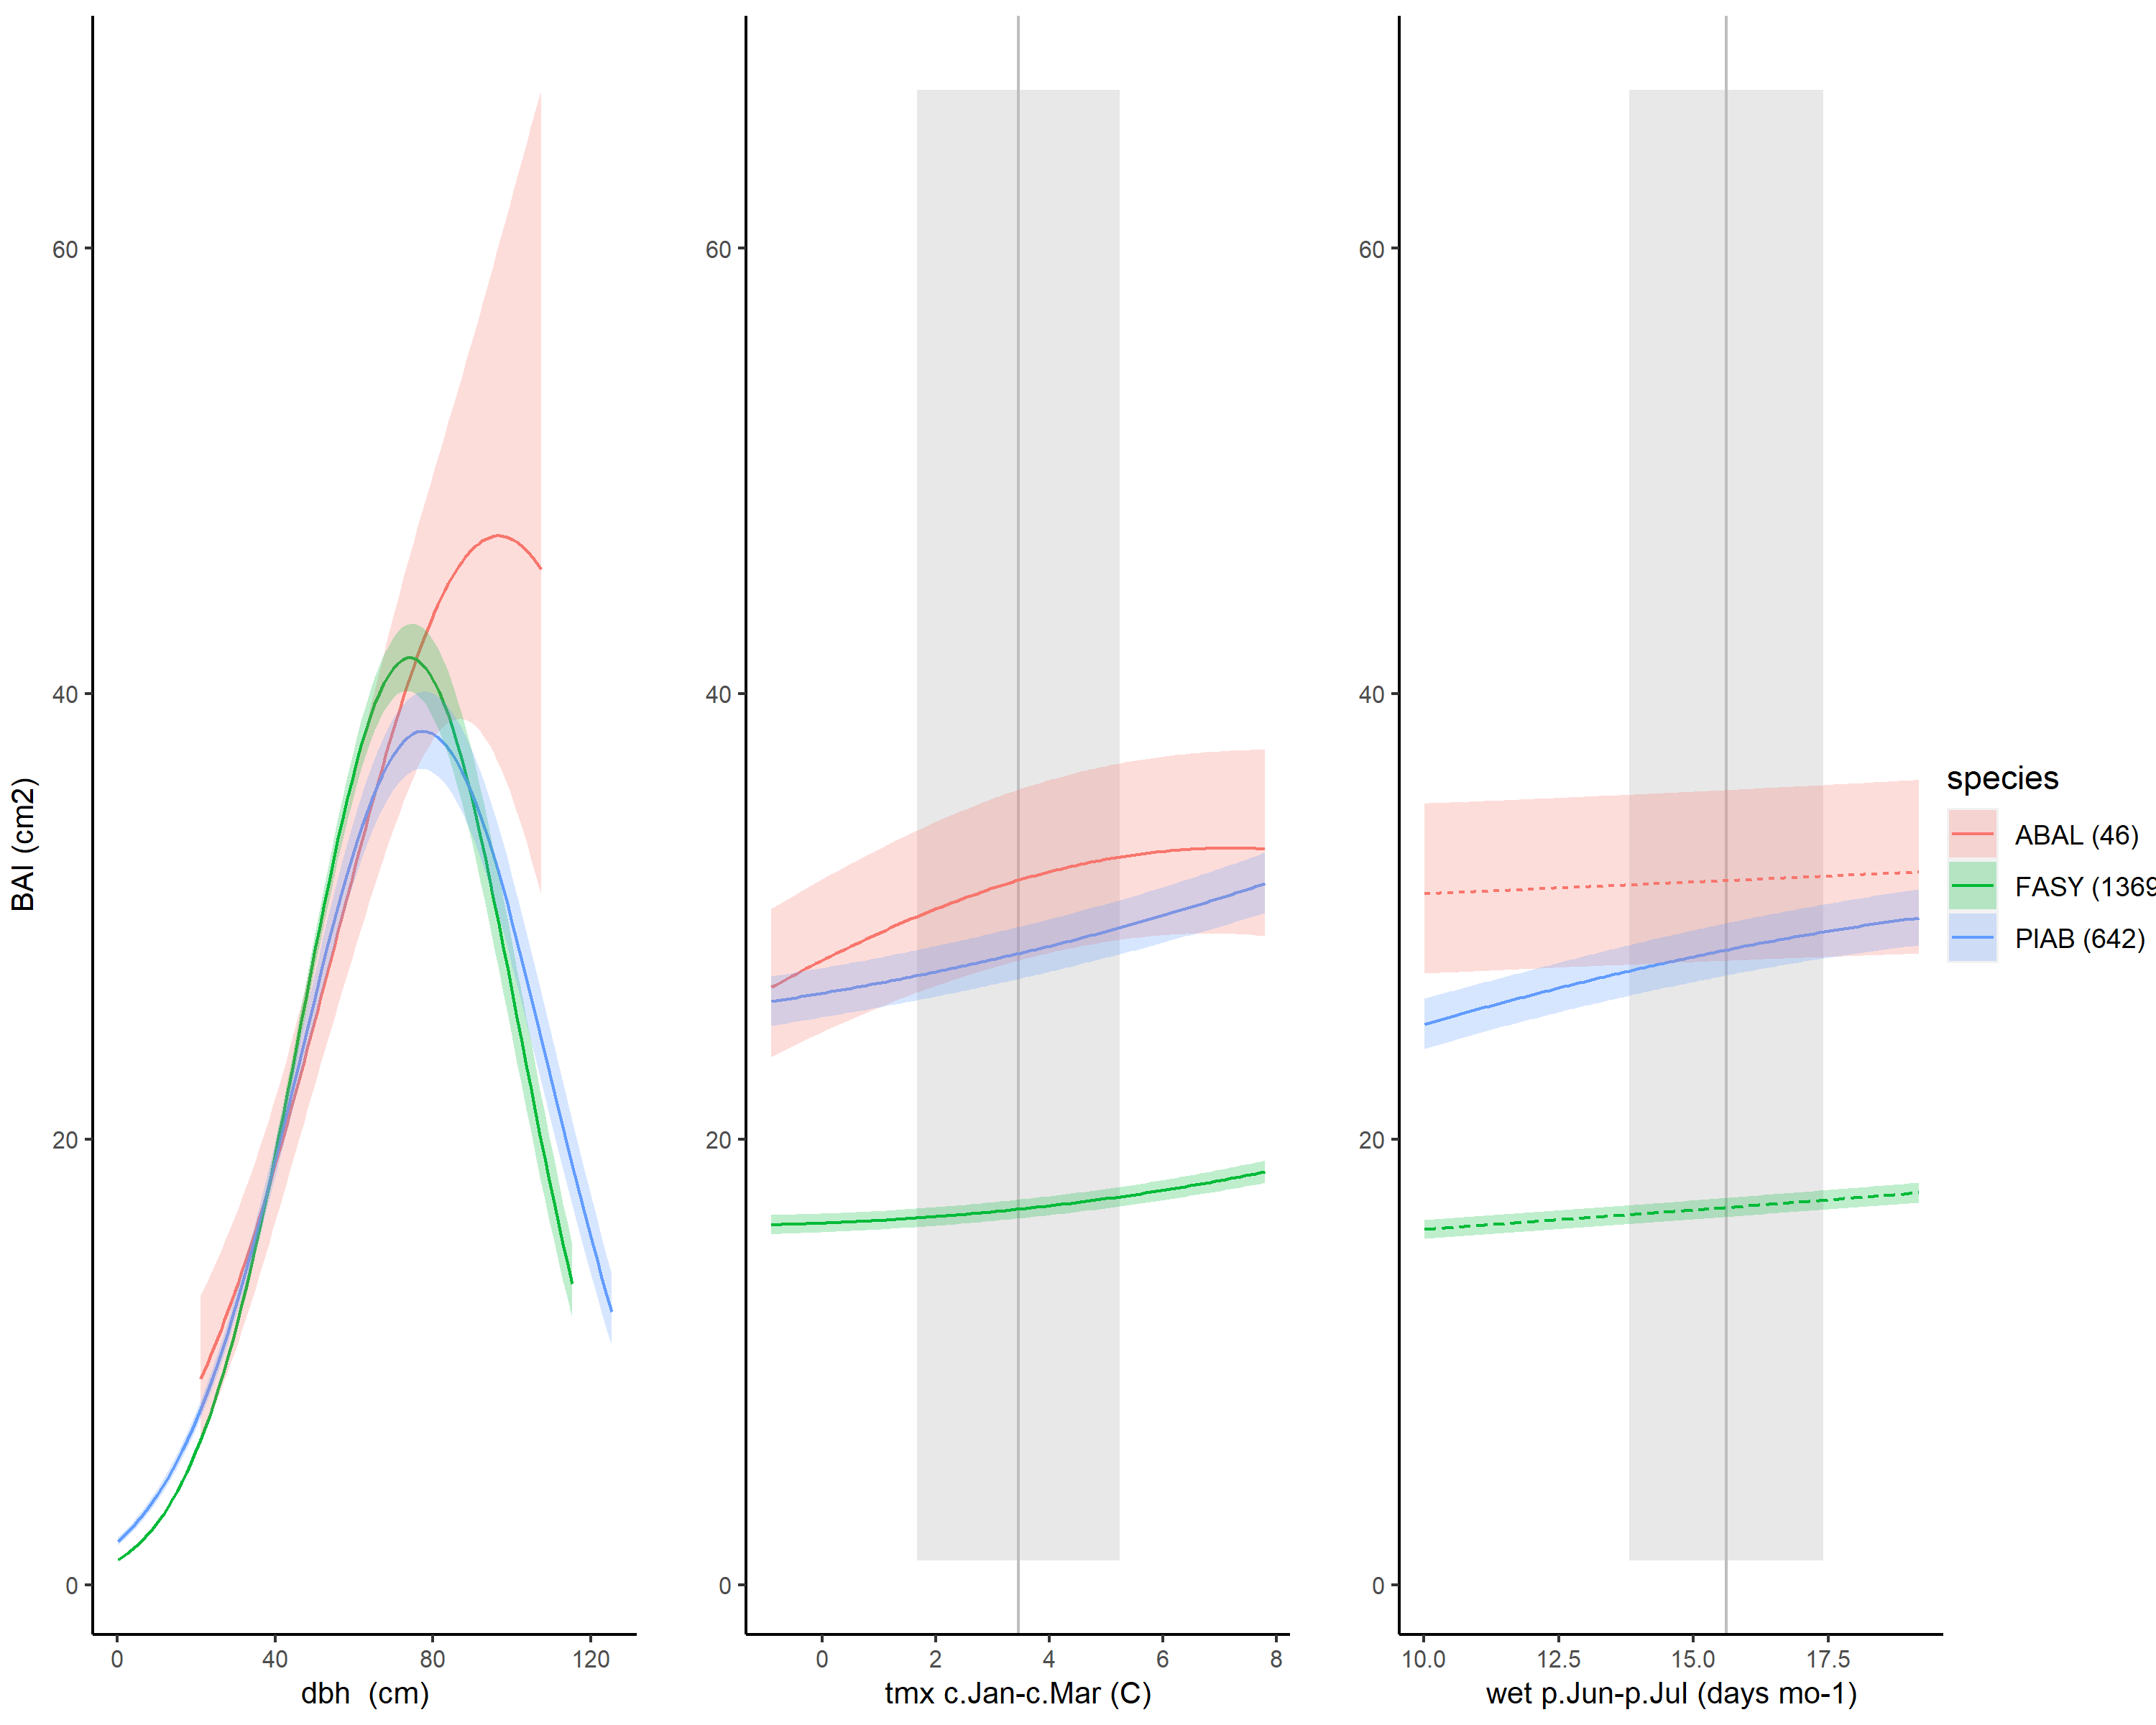 BAI (cm2)
60
40
20
0
0 40 80 120
dbh (cm)
60
40
20
0
0 2 4 6 8
tmx c.Jan-c.Mar (C)
60
40
20
0
10.0 12.5 15.0 17.5
wet p.Jun-p.Jul (days mo-1)
species
ABAL (46)
FASY (1369
PIAB (642)